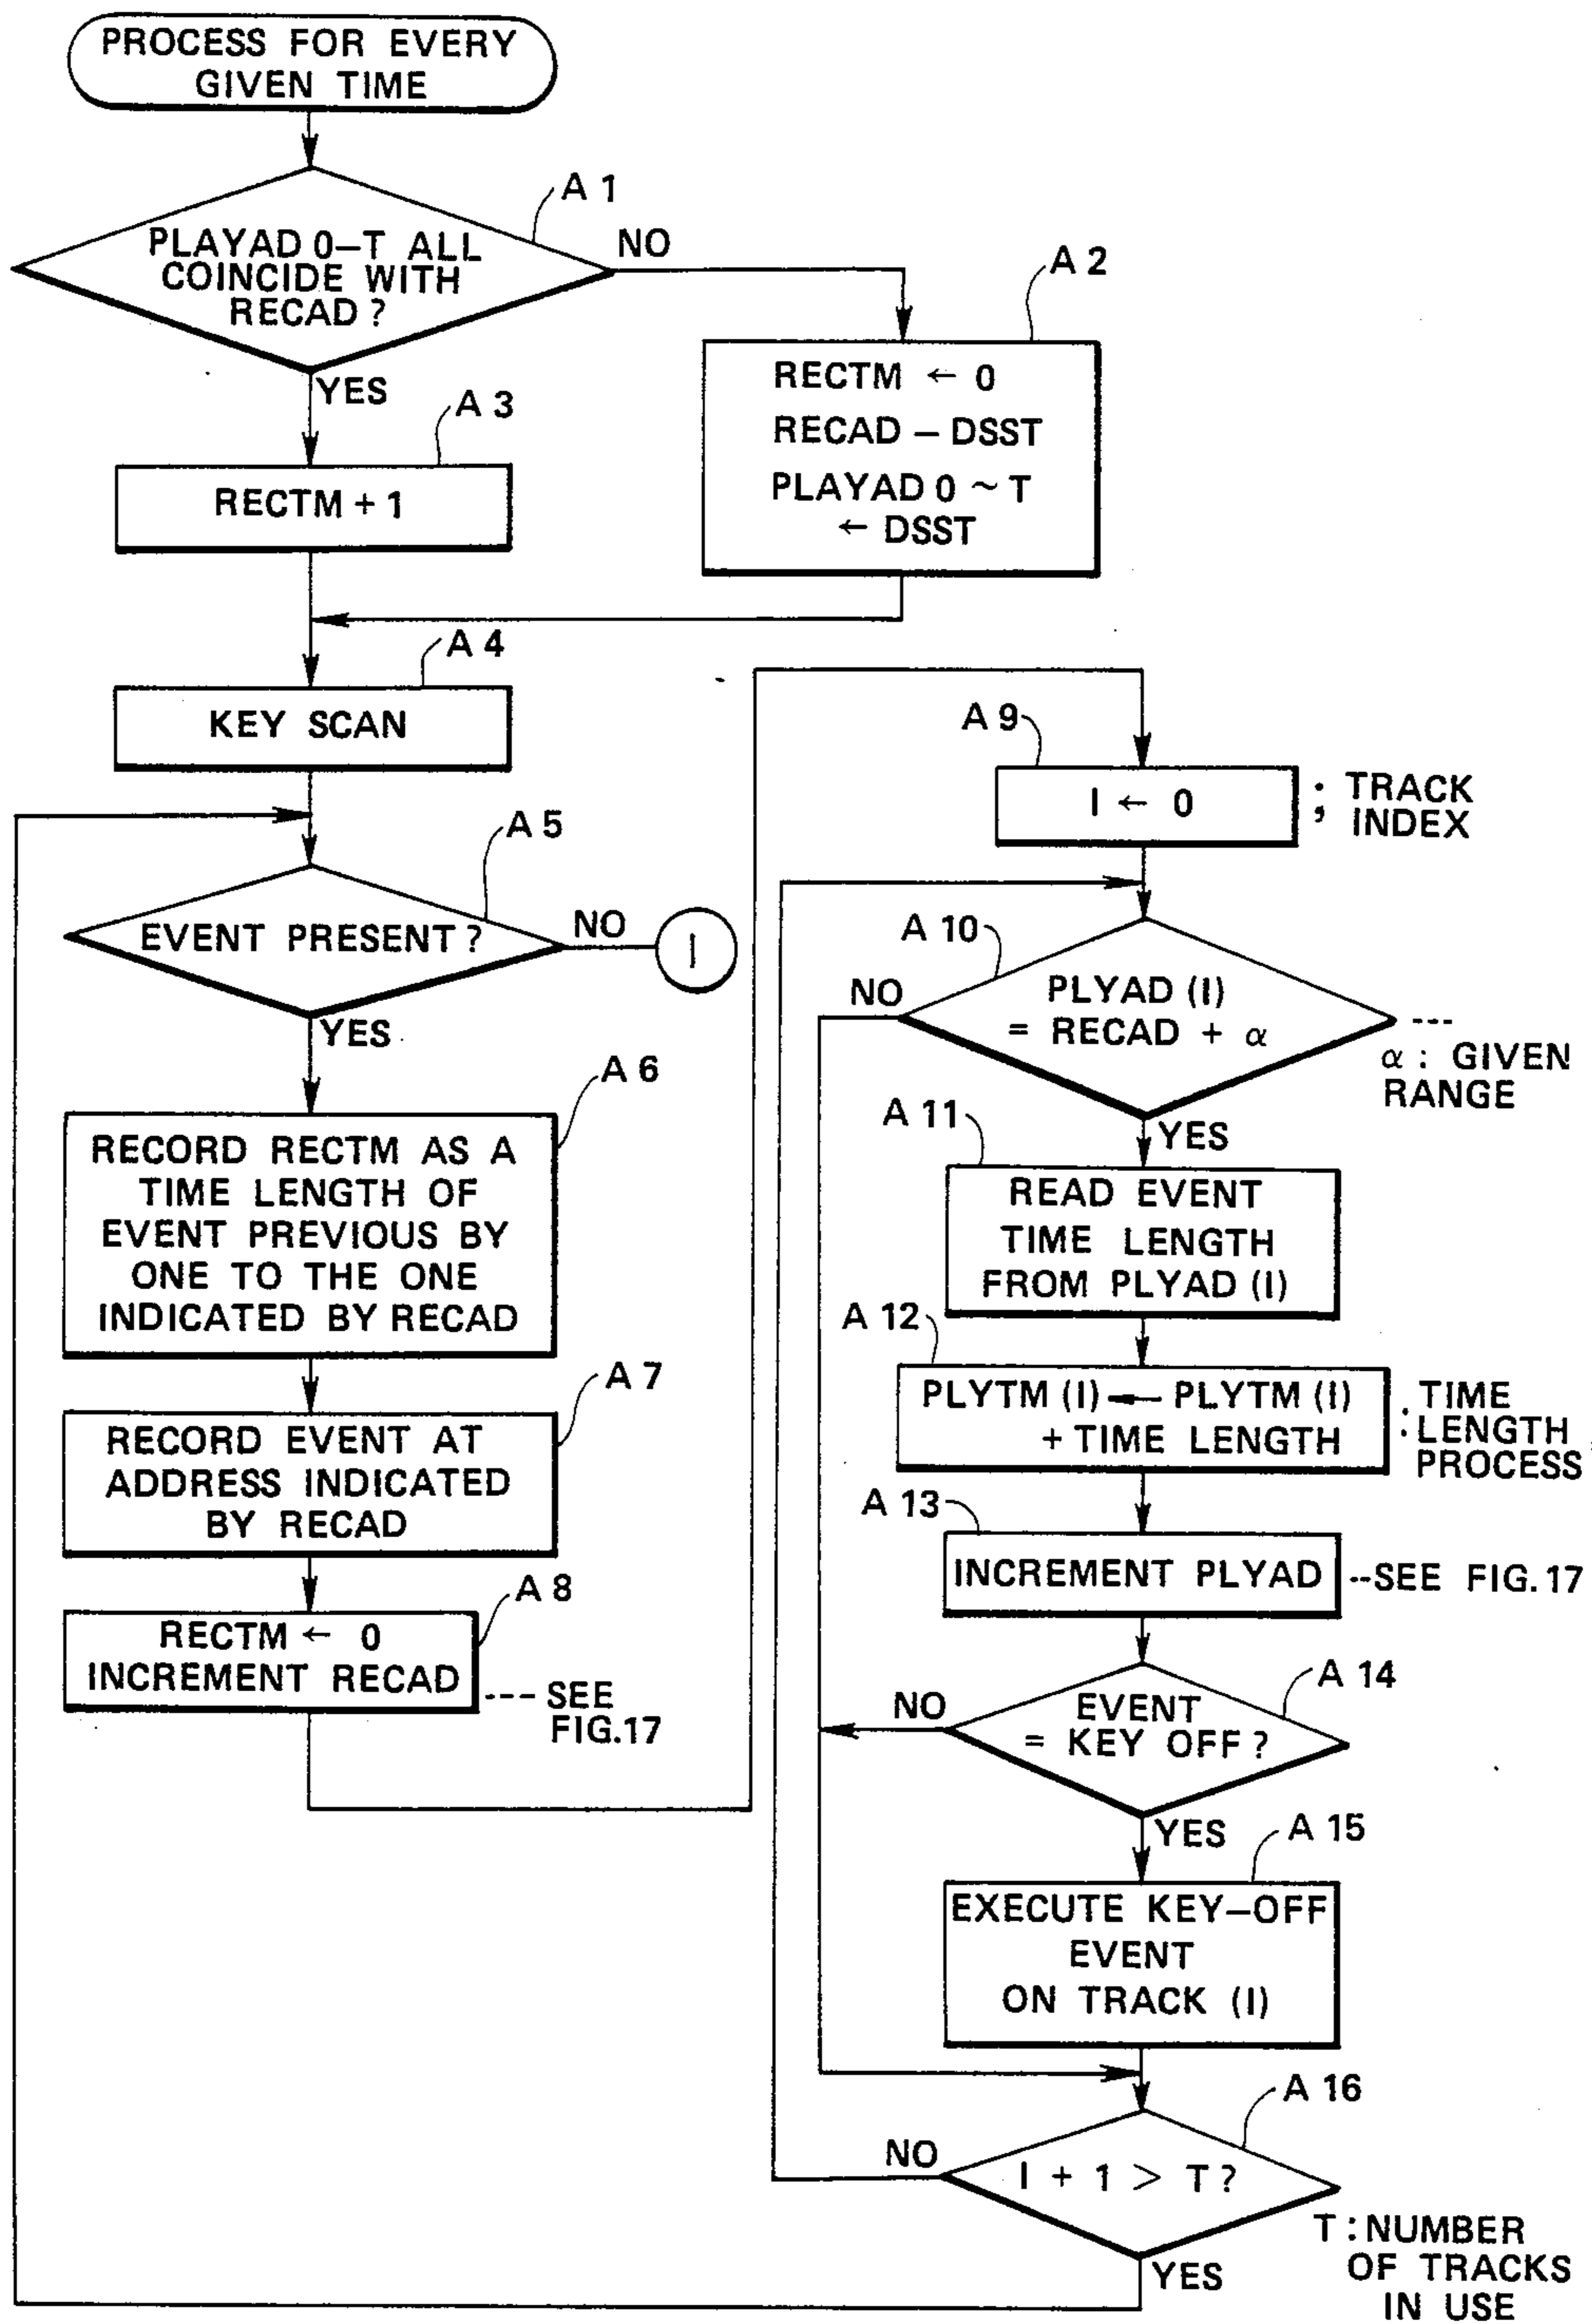 PROCESS FOR EVERY
GIVEN TIME
A 1
PLAYAD 0–T ALL
COINCIDE WITH
RECAD ?
NO
YES
A 2
RECTM ← 0
RECAD – DSST
PLAYAD 0 ~ T
← DSST
A 3
RECTM + 1
A 4
KEY SCAN
A 5
EVENT PRESENT ?
NO
I
YES
A 6
RECORD RECTM AS A
TIME LENGTH OF
EVENT PREVIOUS BY
ONE TO THE ONE
INDICATED BY RECAD
A 7
RECORD EVENT AT
ADDRESS INDICATED
BY RECAD
A 8
RECTM ← 0
INCREMENT RECAD
--- SEE
FIG.17
A 9
I ← 0
; TRACK
INDEX
A 10
NO
PLYAD (I)
= RECAD + α
---
α : GIVEN
RANGE
YES
A 11
READ EVENT
TIME LENGTH
FROM PLYAD (I)
A 12
PLYTM (I) ← PLYTM (I)
+ TIME LENGTH
: TIME
LENGTH
PROCESS
A 13
INCREMENT PLYAD
--SEE FIG.17
A 14
NO
EVENT
= KEY OFF ?
YES
A 15
EXECUTE KEY–OFF
EVENT
ON TRACK (I)
A 16
NO
I + 1 > T ?
YES
T : NUMBER
OF TRACKS
IN USE